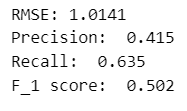 RMSE: 1.0141
Precision:  0.415
Recall:  0.635
F_1 score:  0.502